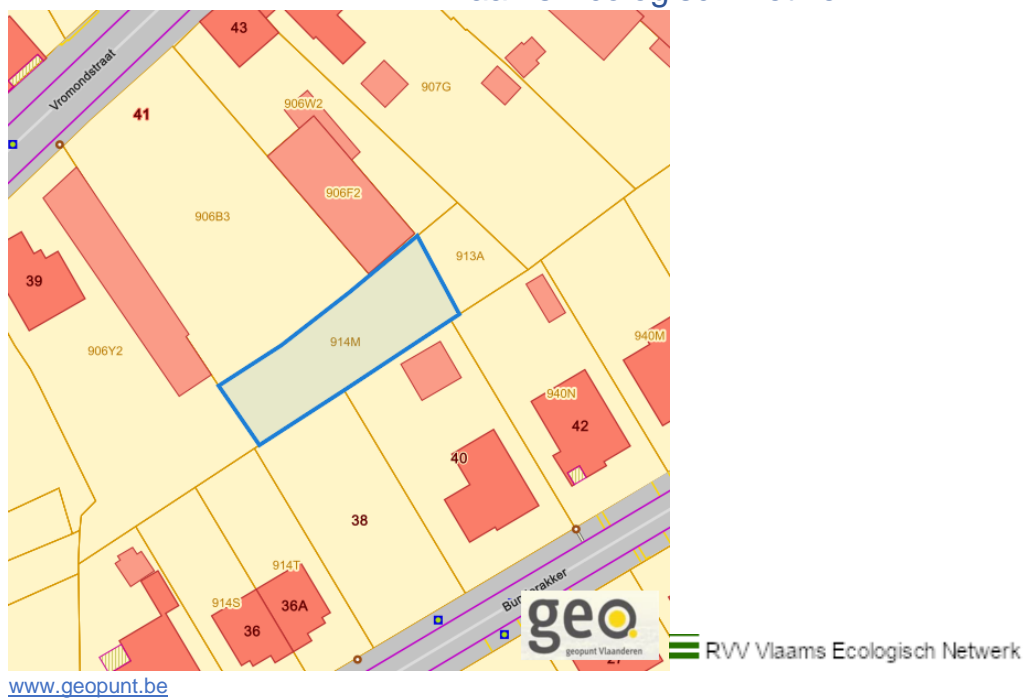 43
Vromondstraat
41
907G
906W2
906F2
906B3
913A
39
914M
906Y2
940M
940N
42
40
38
914T
914S
36A
36
geo
geopunt Vlaanderen
RVV Vlaams Ecologisch Netwerk
www.geopunt.be